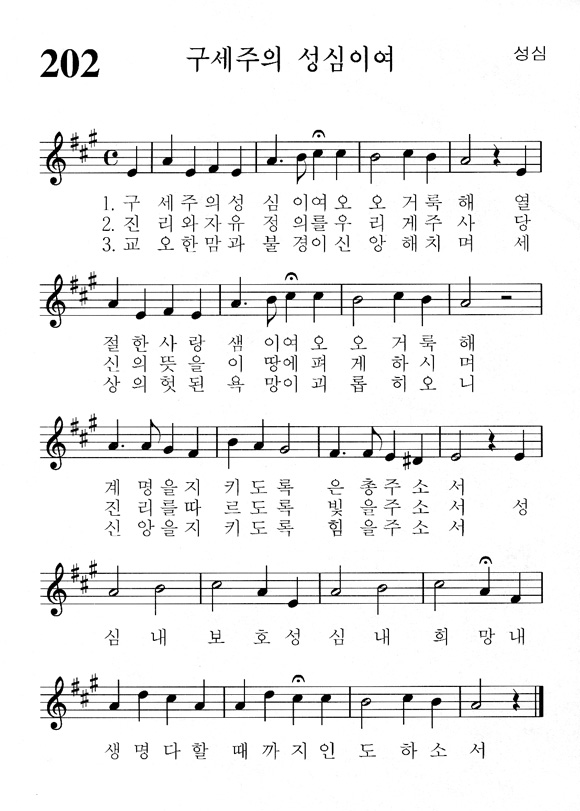 202
구세주의 성심이여
성심
1. 구 세주의성 심이여오 오거룩해 열
2. 진 리와자유 정의를우 리게주사 당
3. 교 오한맘과 불경이신 앙해치며 세
절한사랑 샘이여오 오거룩해
신의뜻을 이땅에펴 게하시며
상의헛된 욕망이괴 롭히오니
계명을지 키도록 은총주소서
진리를따 르도록 빛을주소서 성
신앙을지 키도록 힘을주소서
심내 보호성 심내 희망내
생명다할 때까지인 도하소서